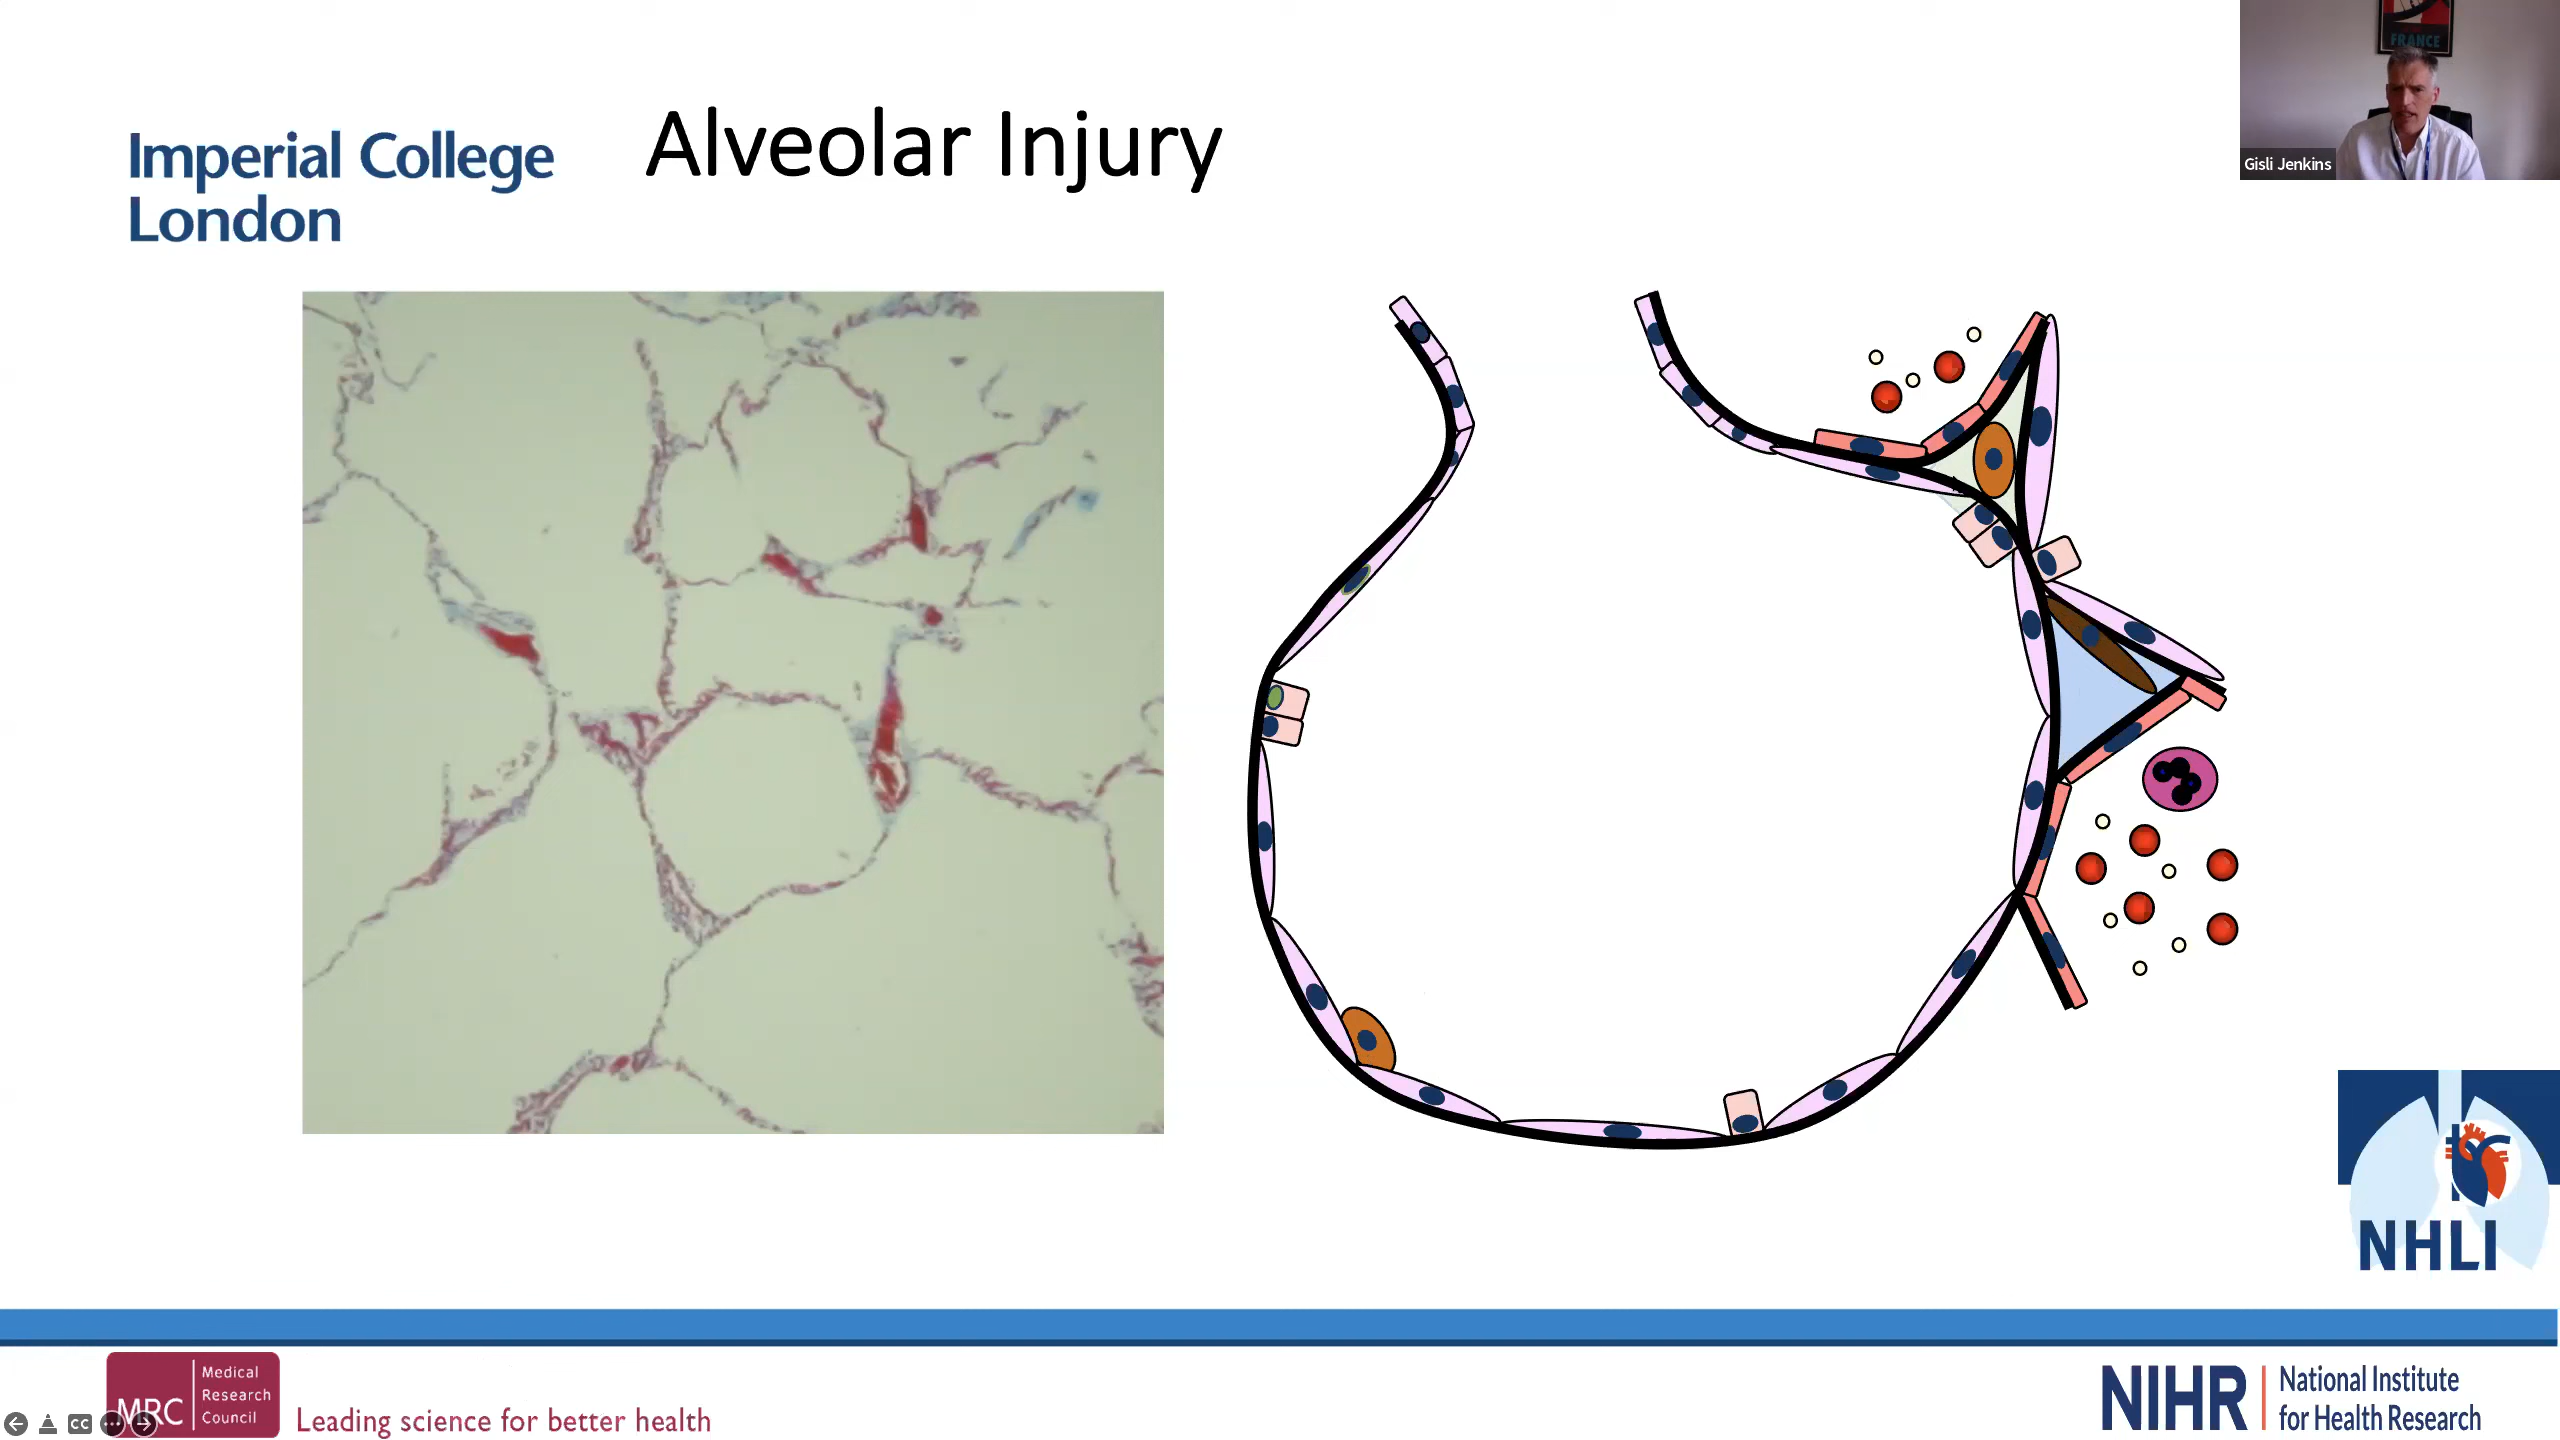 FRANCE
Alveolar Injury
Imperial College
London
Gisli Jenkins
NHLI
MRC
Medical
Research
Council
Leading science for better health
NIHR
National Institute
for Health Research
CC